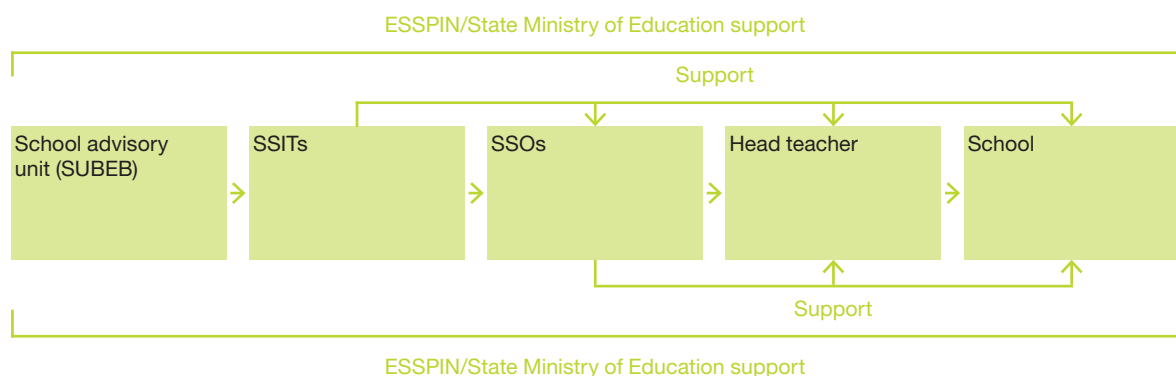 ESSPIN/State Ministry of Education support
Support
School advisory
unit (SUBEB)
SSITs
SSOs
Head teacher
School
Support
ESSPIN/State Ministry of Education support